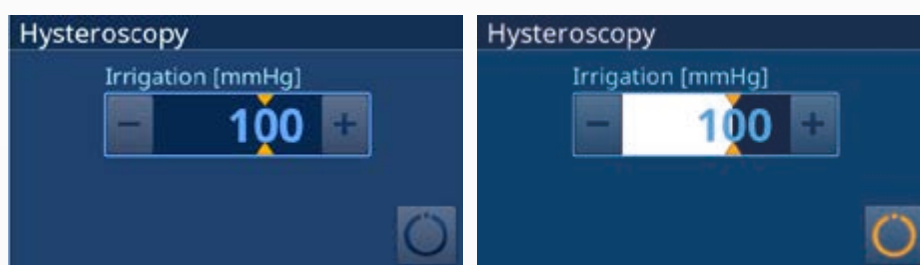 Hysteroscopy
Irrigation [mmHg]
− 100 +
Hysteroscopy
Irrigation [mmHg]
− 100 +